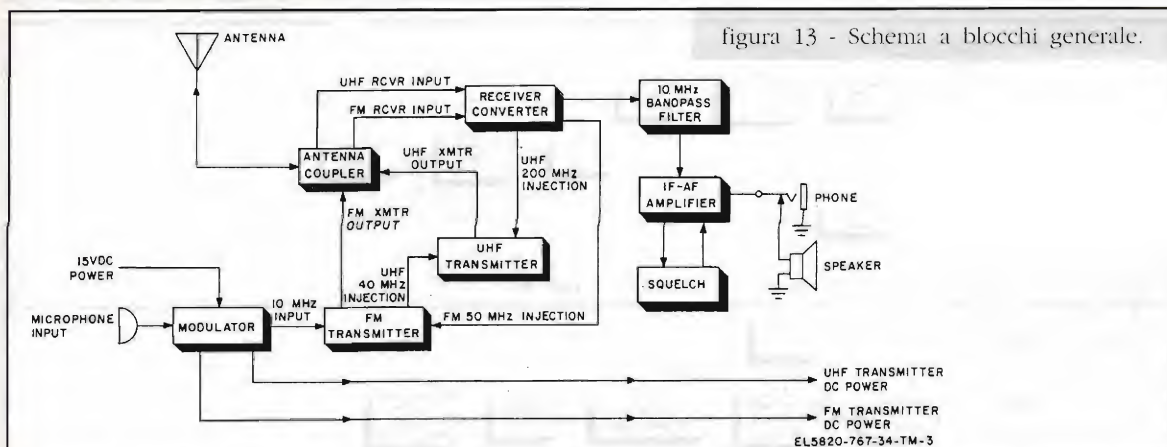 figura 13 - Schema a blocchi generale.
ANTENNA
UHF RCVR INPUT
FM RCVR INPUT
RECEIVER
CONVERTER
10 MHz
BANDPASS
FILTER
ANTENNA
COUPLER
UHF XMTR
OUTPUT
UHF
200 MHz
INJECTION
FM XMTR
OUTPUT
IF-AF
AMPLIFIER
PHONE
UHF
TRANSMITTER
SPEAKER
SQUELCH
15VDC
POWER
UHF
40 MHz
INJECTION
MICROPHONE
INPUT
MODULATOR
10 MHz
INPUT
FM
TRANSMITTER
FM 50 MHz INJECTION
UHF TRANSMITTER
DC POWER
FM TRANSMITTER
DC POWER
EL5820-767-34-TM-3